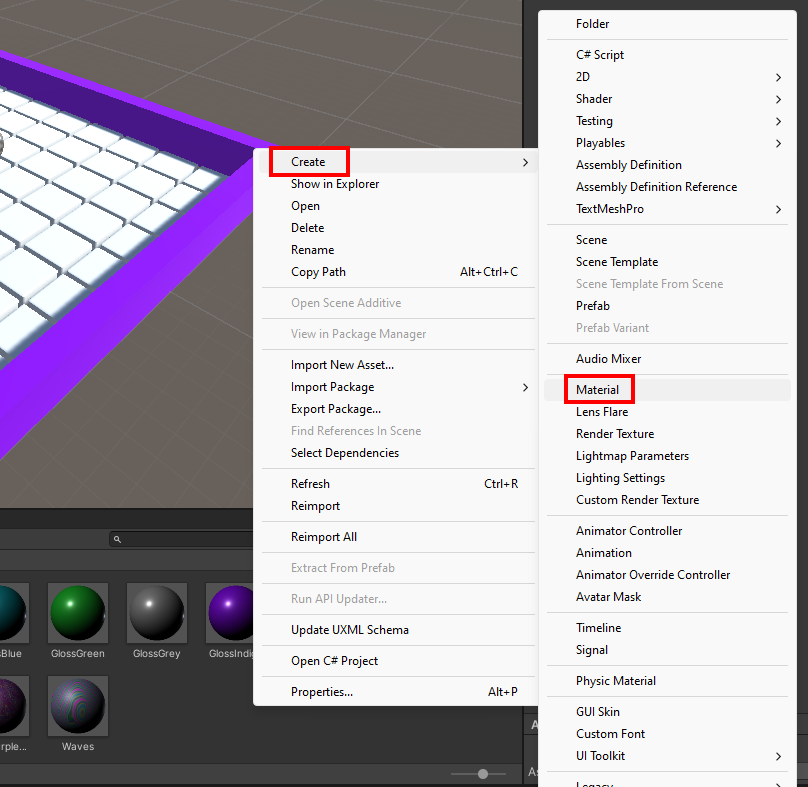 Create
Show in Explorer
Open
Delete
Rename
Copy Path Alt+Ctrl+C
Open Scene Additive
View in Package Manager
Import New Asset...
Import Package
Export Package...
Find References In Scene
Select Dependencies
Refresh Ctrl+R
Reimport
Reimport All
Extract From Prefab
Run API Updater...
Update UXML Schema
Open C# Project
Properties... Alt+P
Folder
C# Script
2D
Shader
Testing
Playables
Assembly Definition
Assembly Definition Reference
TextMeshPro
Scene
Scene Template
Scene Template From Scene
Prefab
Prefab Variant
Audio Mixer
Material
Lens Flare
Render Texture
Lightmap Parameters
Lighting Settings
Custom Render Texture
Animator Controller
Animation
Animator Override Controller
Avatar Mask
Timeline
Signal
Physic Material
GUI Skin
Custom Font
UI Toolkit
Legacy
sBlue GlossGreen GlossGrey GlossIndig
rple... Waves